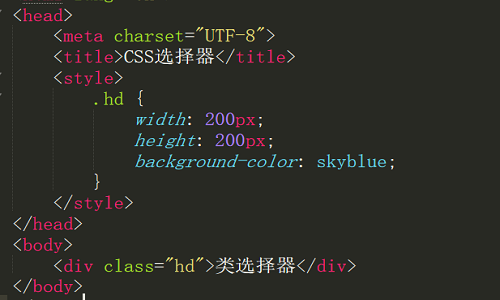 <head>
<meta charset="UTF-8">
<title>CSS选择器</title>
<style>
.hd {
width: 200px;
height: 200px;
background-color: skyblue;
}
</style>
</head>
<body>
<div class="hd">类选择器</div>
</body>